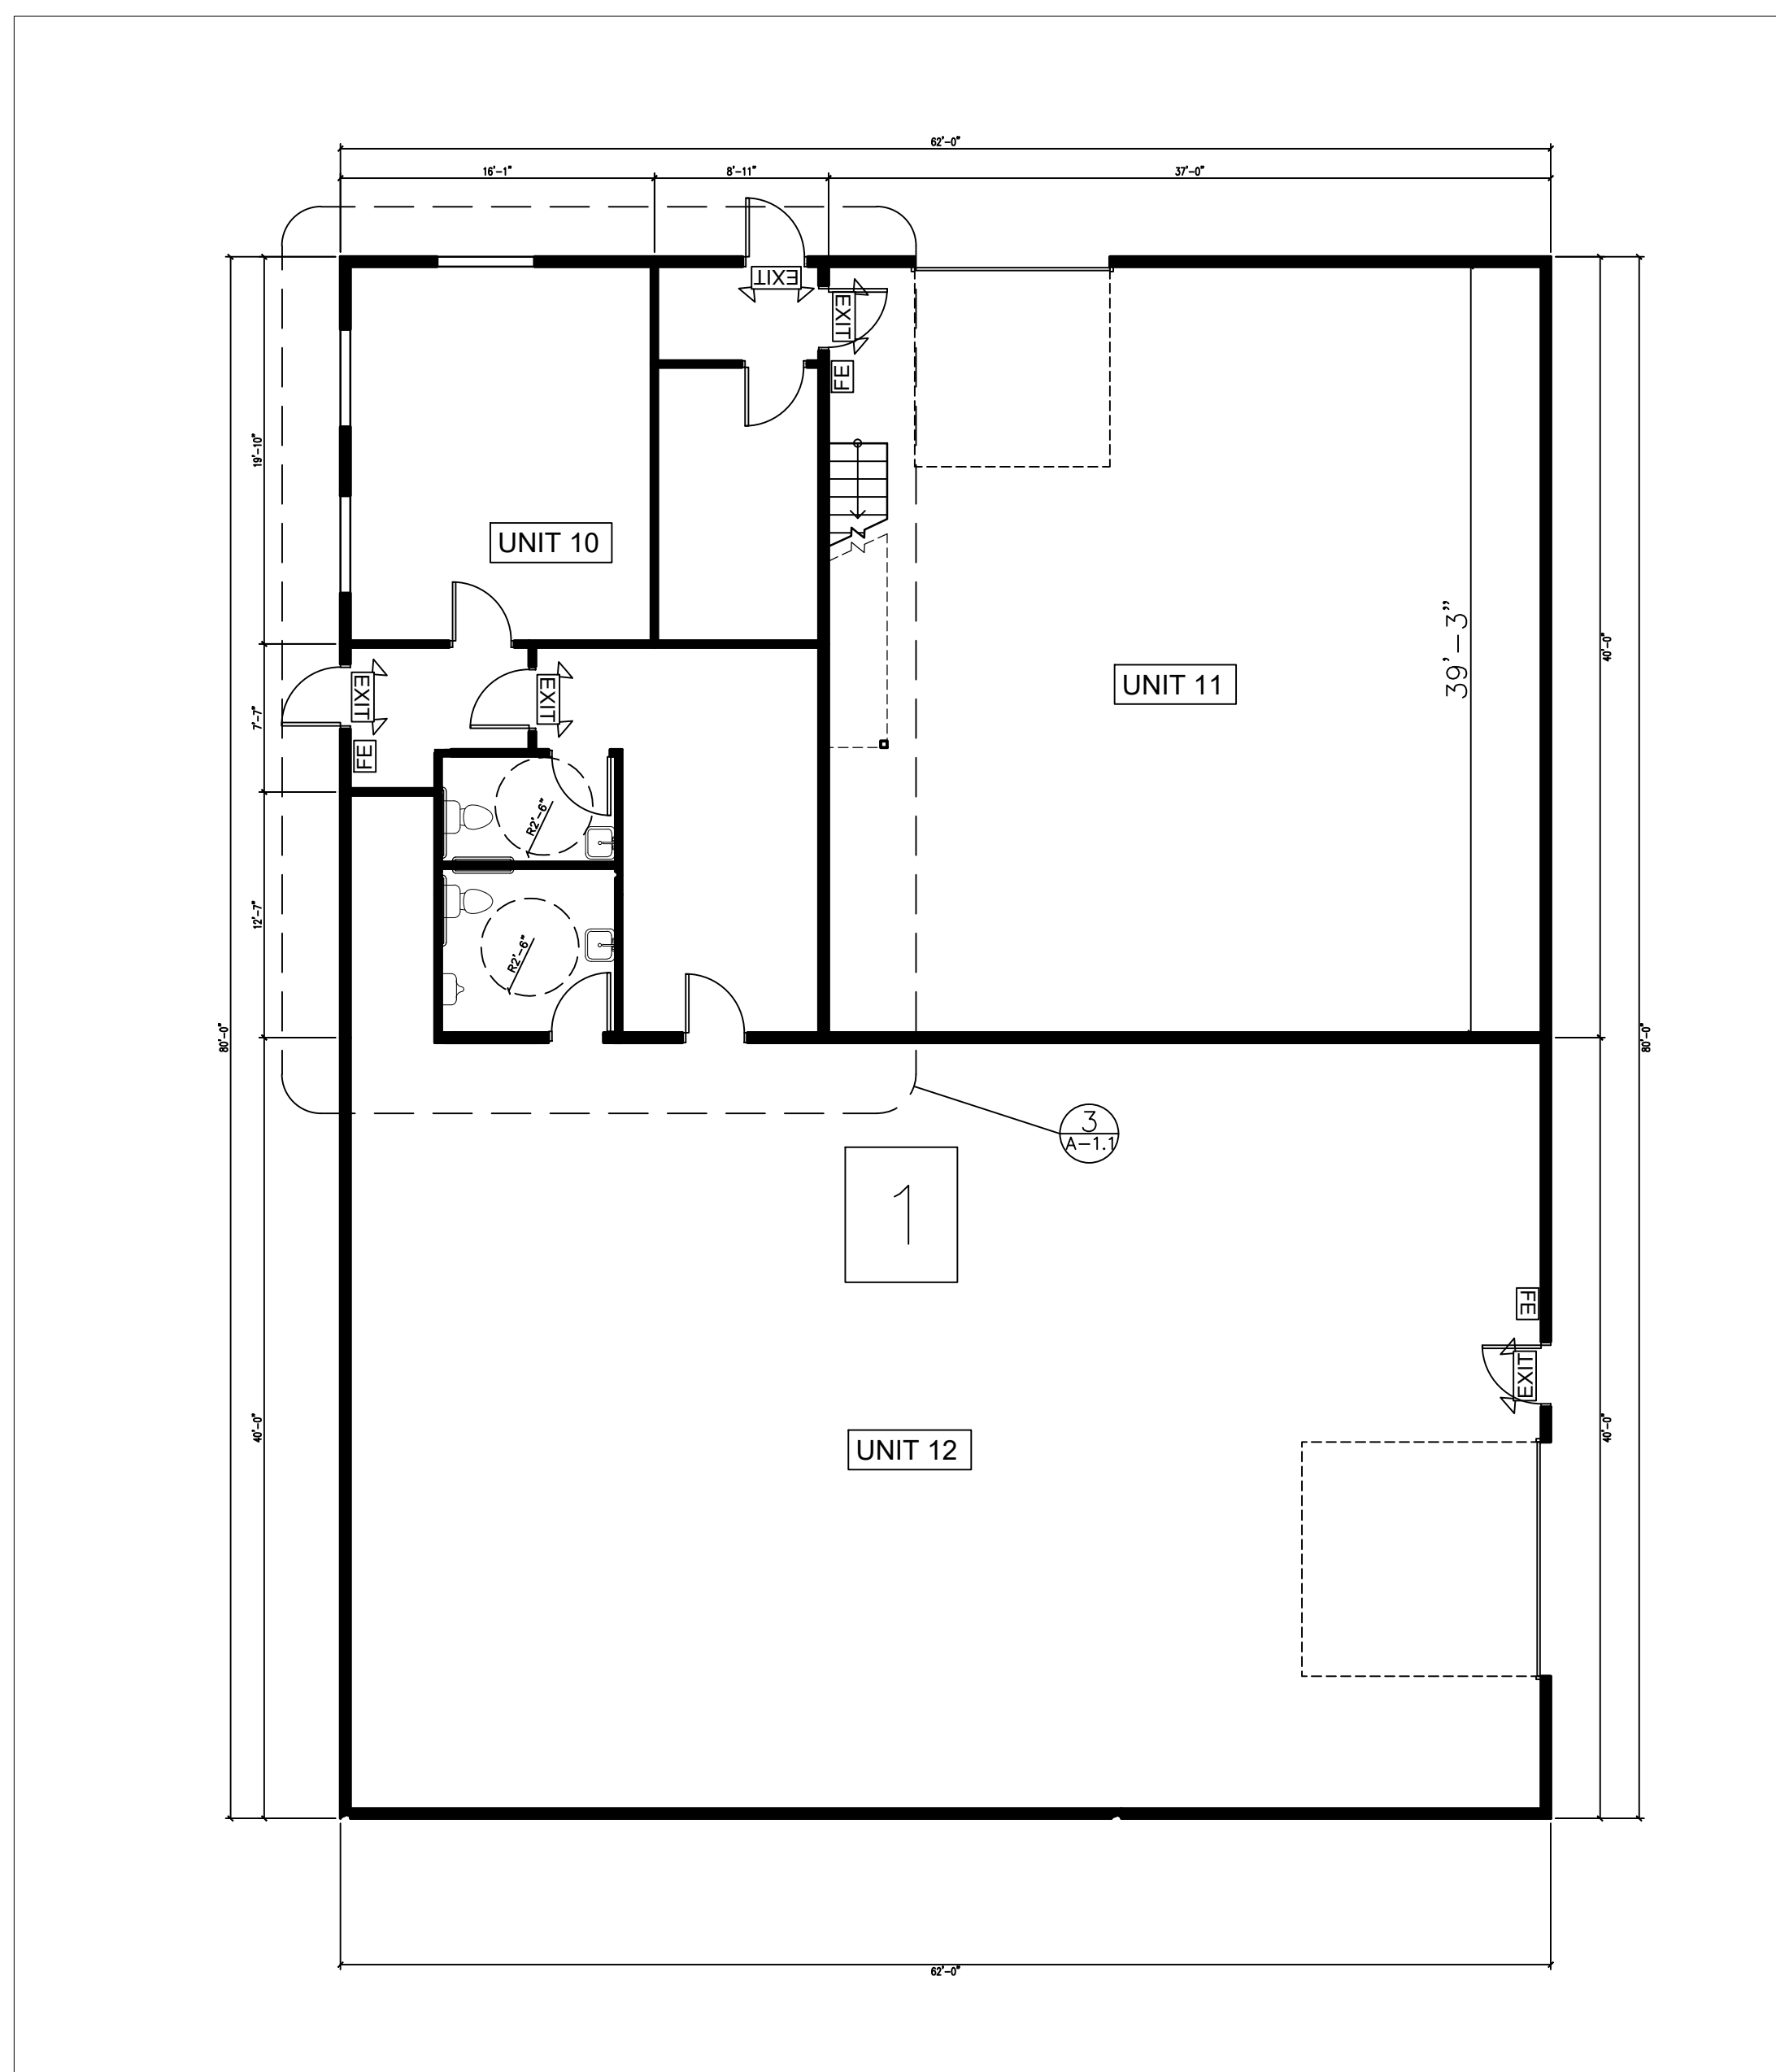 62'-0"
16'-1"
8'-11"
37'-0"
EXIT
EXIT
FE
19'-10"
UNIT 10
40'-0"
39'-3"
UNIT 11
EXIT
EXIT
7'-7"
FE
R2'-6"
12'-7"
R2'-6"
80'-0"
80'-0"
3
A-1.1
1
FE
EXIT
40'-0"
40'-0"
UNIT 12
62'-0"